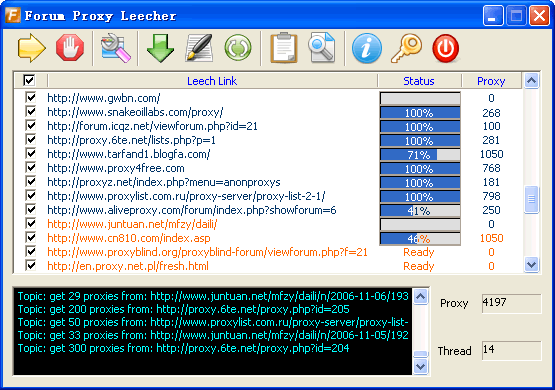 Forum Proxy Leecher
Leech Link Status Proxy
http://www.gwbn.com/ 0
http://www.snakeoillabs.com/proxy/ 100% 268
http://forum.icqz.net/viewforum.php?id=21 100% 100
http://proxy.6te.net/lists.php?p=1 100% 281
http://www.tarfand1.blogfa.com/ 71% 1050
http://www.proxy4free.com 100% 768
http://proxyz.net/index.php?menu=anonproxys 100% 181
http://www.proxylist.com.ru/proxy-server/proxy-list-2-1/ 100% 798
http://www.aliveproxy.com/forum/index.php?showforum=6 41% 250
http://www.juntuan.net/mfzy/daili/ 0
http://www.cn810.com/index.asp 46% 1050
http://www.proxyblind.org/proxyblind-forum/viewforum.php?f=21 Ready 0
http://en.proxy.net.pl/fresh.html Ready 0
Topic: get 29 proxies from: http://www.juntuan.net/mfzy/daili/n/2006-11-06/193
Topic: get 200 proxies from: http://proxy.6te.net/proxy.php?id=205
Topic: get 50 proxies from: http://www.proxylist.com.ru/proxy-server/proxy-list-
Topic: get 33 proxies from: http://www.juntuan.net/mfzy/daili/n/2006-11-05/192
Topic: get 300 proxies from: http://proxy.6te.net/proxy.php?id=204
Proxy 4197
Thread 14